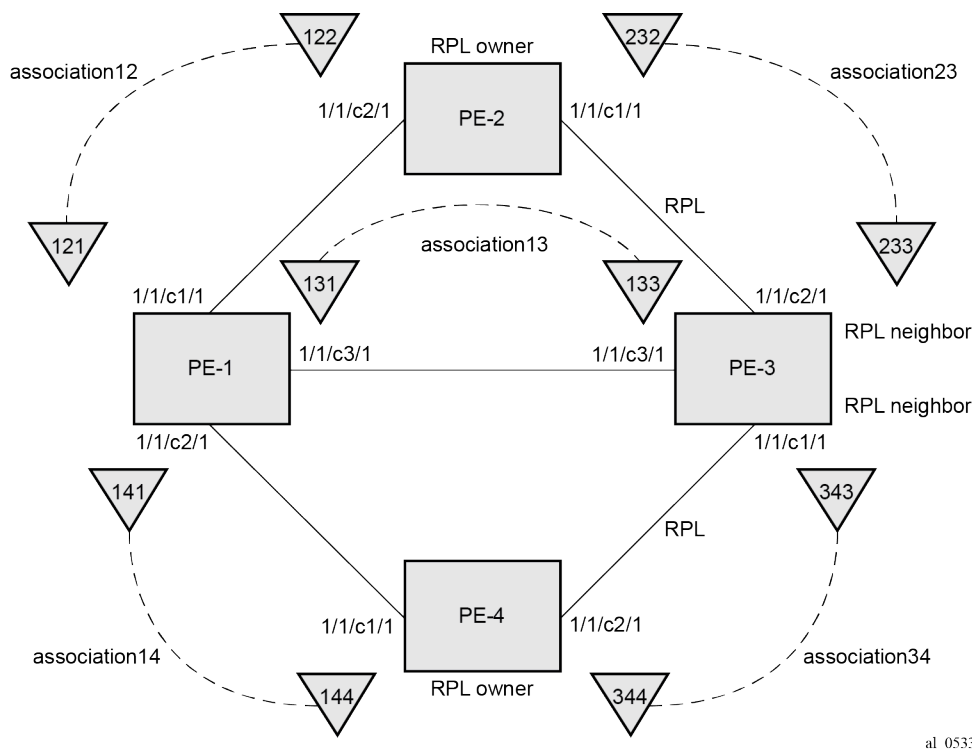 122
232
RPL owner
association12
association23
1/1/c2/1
PE-2
1/1/c1/1
RPL
121
association13
233
131
133
1/1/c1/1
1/1/c2/1
RPL neighbor
PE-1
1/1/c3/1
1/1/c3/1
PE-3
RPL neighbor
1/1/c2/1
1/1/c1/1
141
343
RPL
PE-4
1/1/c1/1
1/1/c2/1
association14
association34
RPL owner
144
344
al_0533